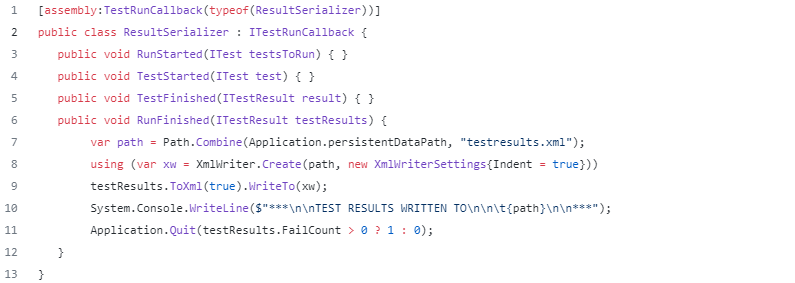 1 [assembly:TestRunCallback(typeof(ResultSerializer))]
2 public class ResultSerializer : ITestRunCallback {
3 public void RunStarted(ITest testsToRun) { }
4 public void TestStarted(ITest test) { }
5 public void TestFinished(ITestResult result) { }
6 public void RunFinished(ITestResult testResults) {
7 var path = Path.Combine(Application.persistentDataPath, "testresults.xml");
8 using (var xw = XmlWriter.Create(path, new XmlWriterSettings{Indent = true}))
9 testResults.ToXml(true).WriteTo(xw);
10 System.Console.WriteLine($"***\n\nTEST RESULTS WRITTEN TO\n\n\t{path}\n\n***");
11 Application.Quit(testResults.FailCount > 0 ? 1 : 0);
12 }
13 }